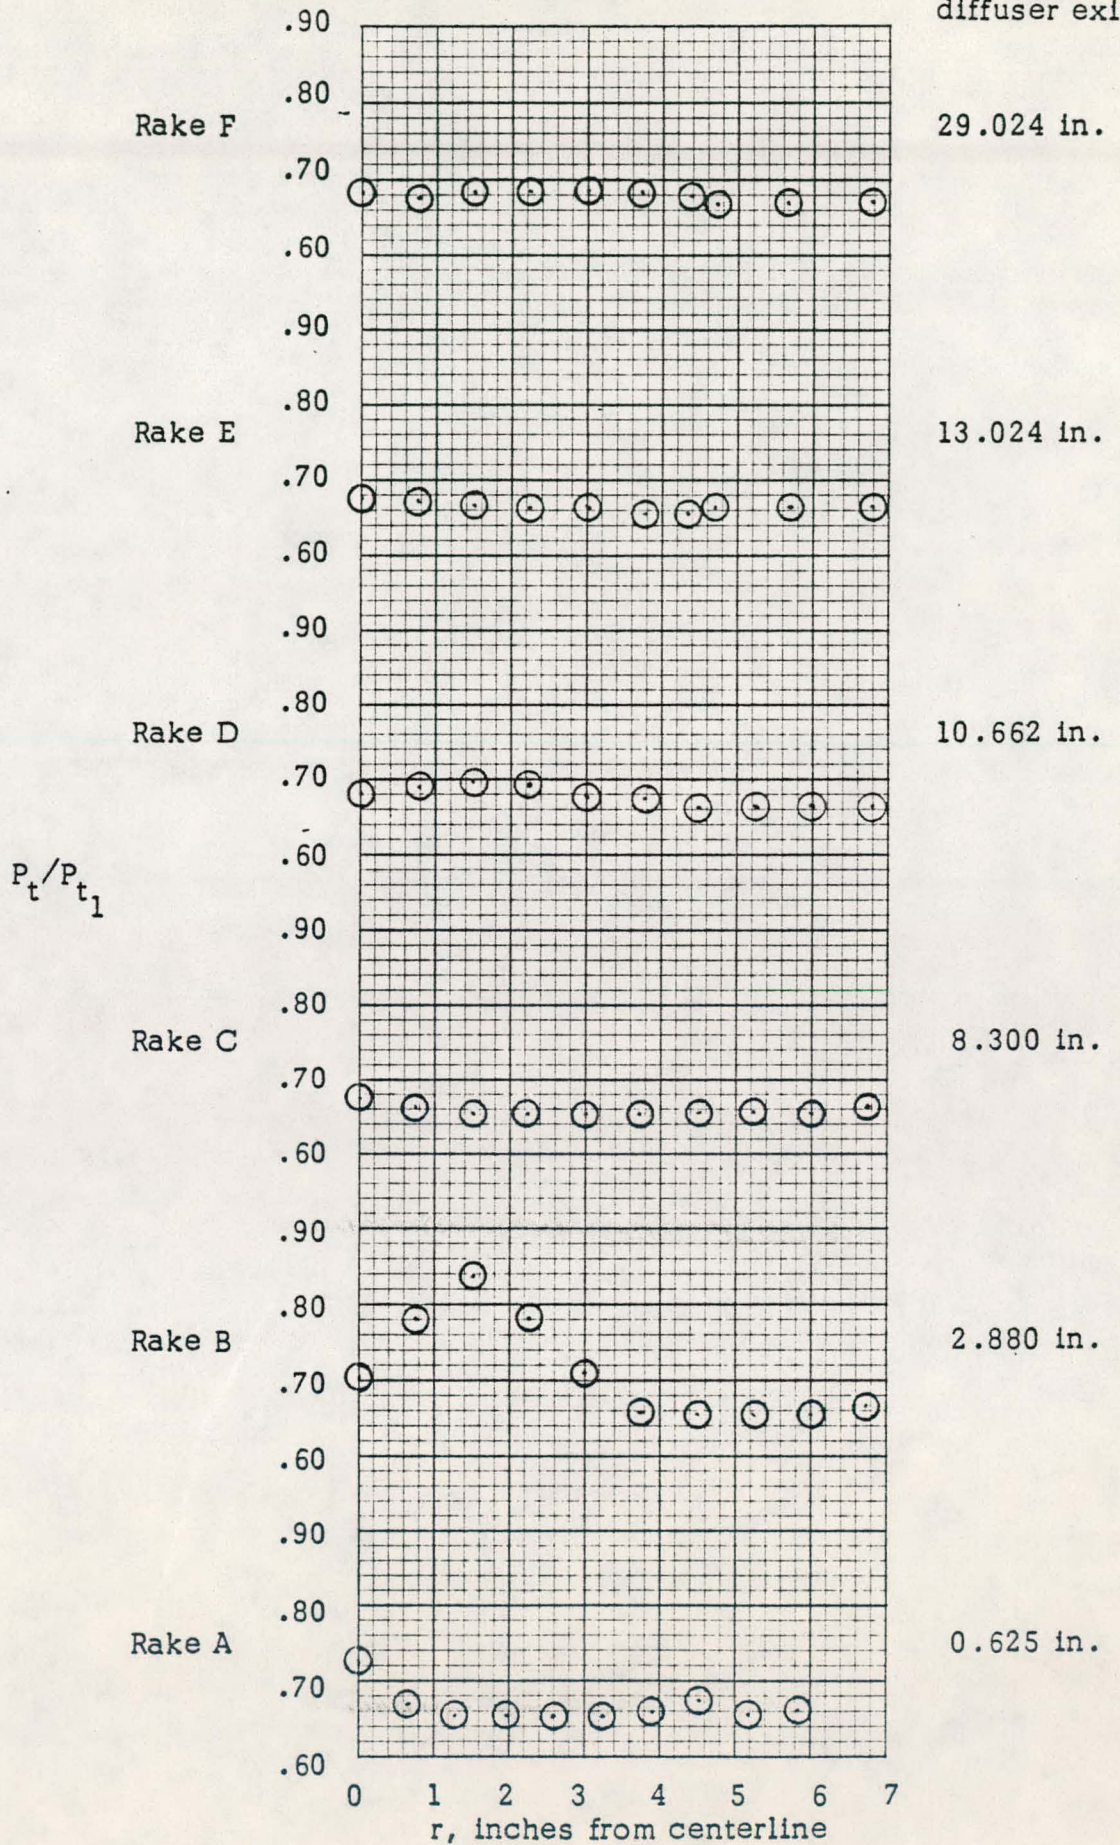 diffuser exi
.90
.80
Rake F
29.024 in.
.70
.60
.90
.80
Rake E
13.024 in.
.70
.60
.90
.80
Rake D
10.662 in.
.70
.60
Pt/Pt1
.90
.80
Rake C
8.300 in.
.70
.60
.90
.80
Rake B
2.880 in.
.70
.60
.90
.80
Rake A
0.625 in.
.70
.60
0 1 2 3 4 5 6 7
r, inches from centerline